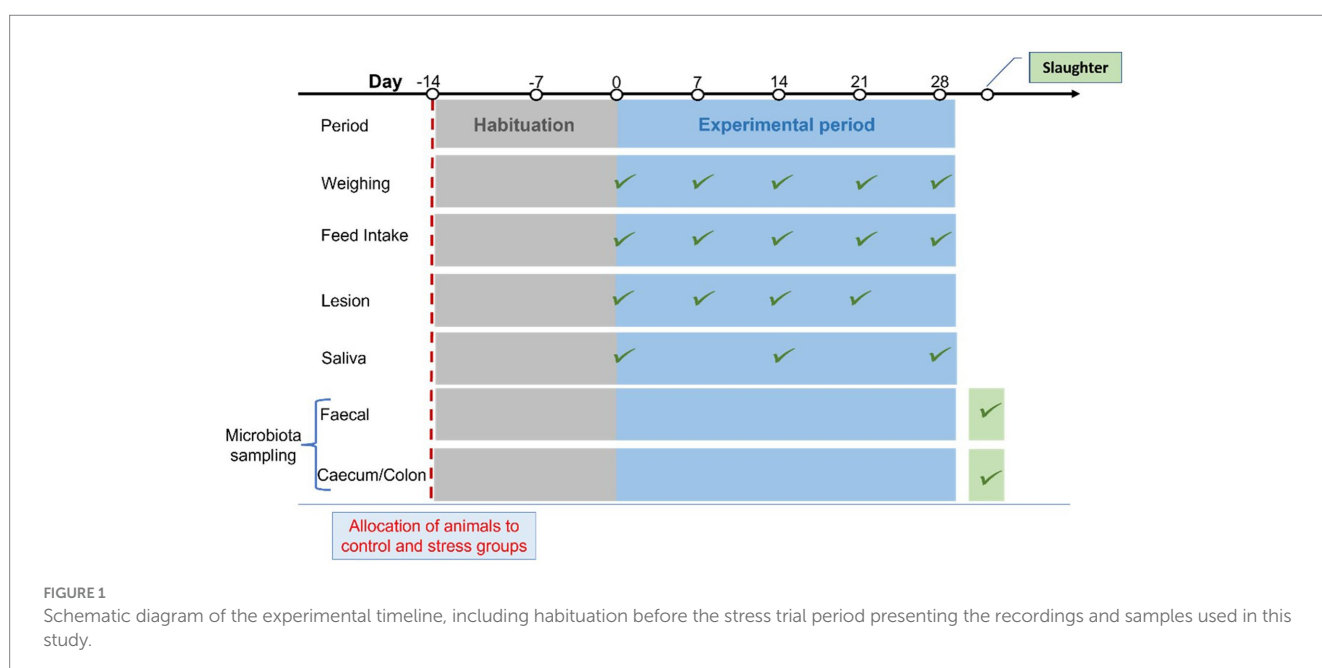 Slaughter
Day -14 -7 0 7 14 21 28
Period Habituation Experimental period
Weighing
Feed Intake
Lesion
Saliva
Microbiota sampling
Faecal
Caecum/Colon
Allocation of animals to
control and stress groups
FIGURE 1
Schematic diagram of the experimental timeline, including habituation before the stress trial period presenting the recordings and samples used in this
study.